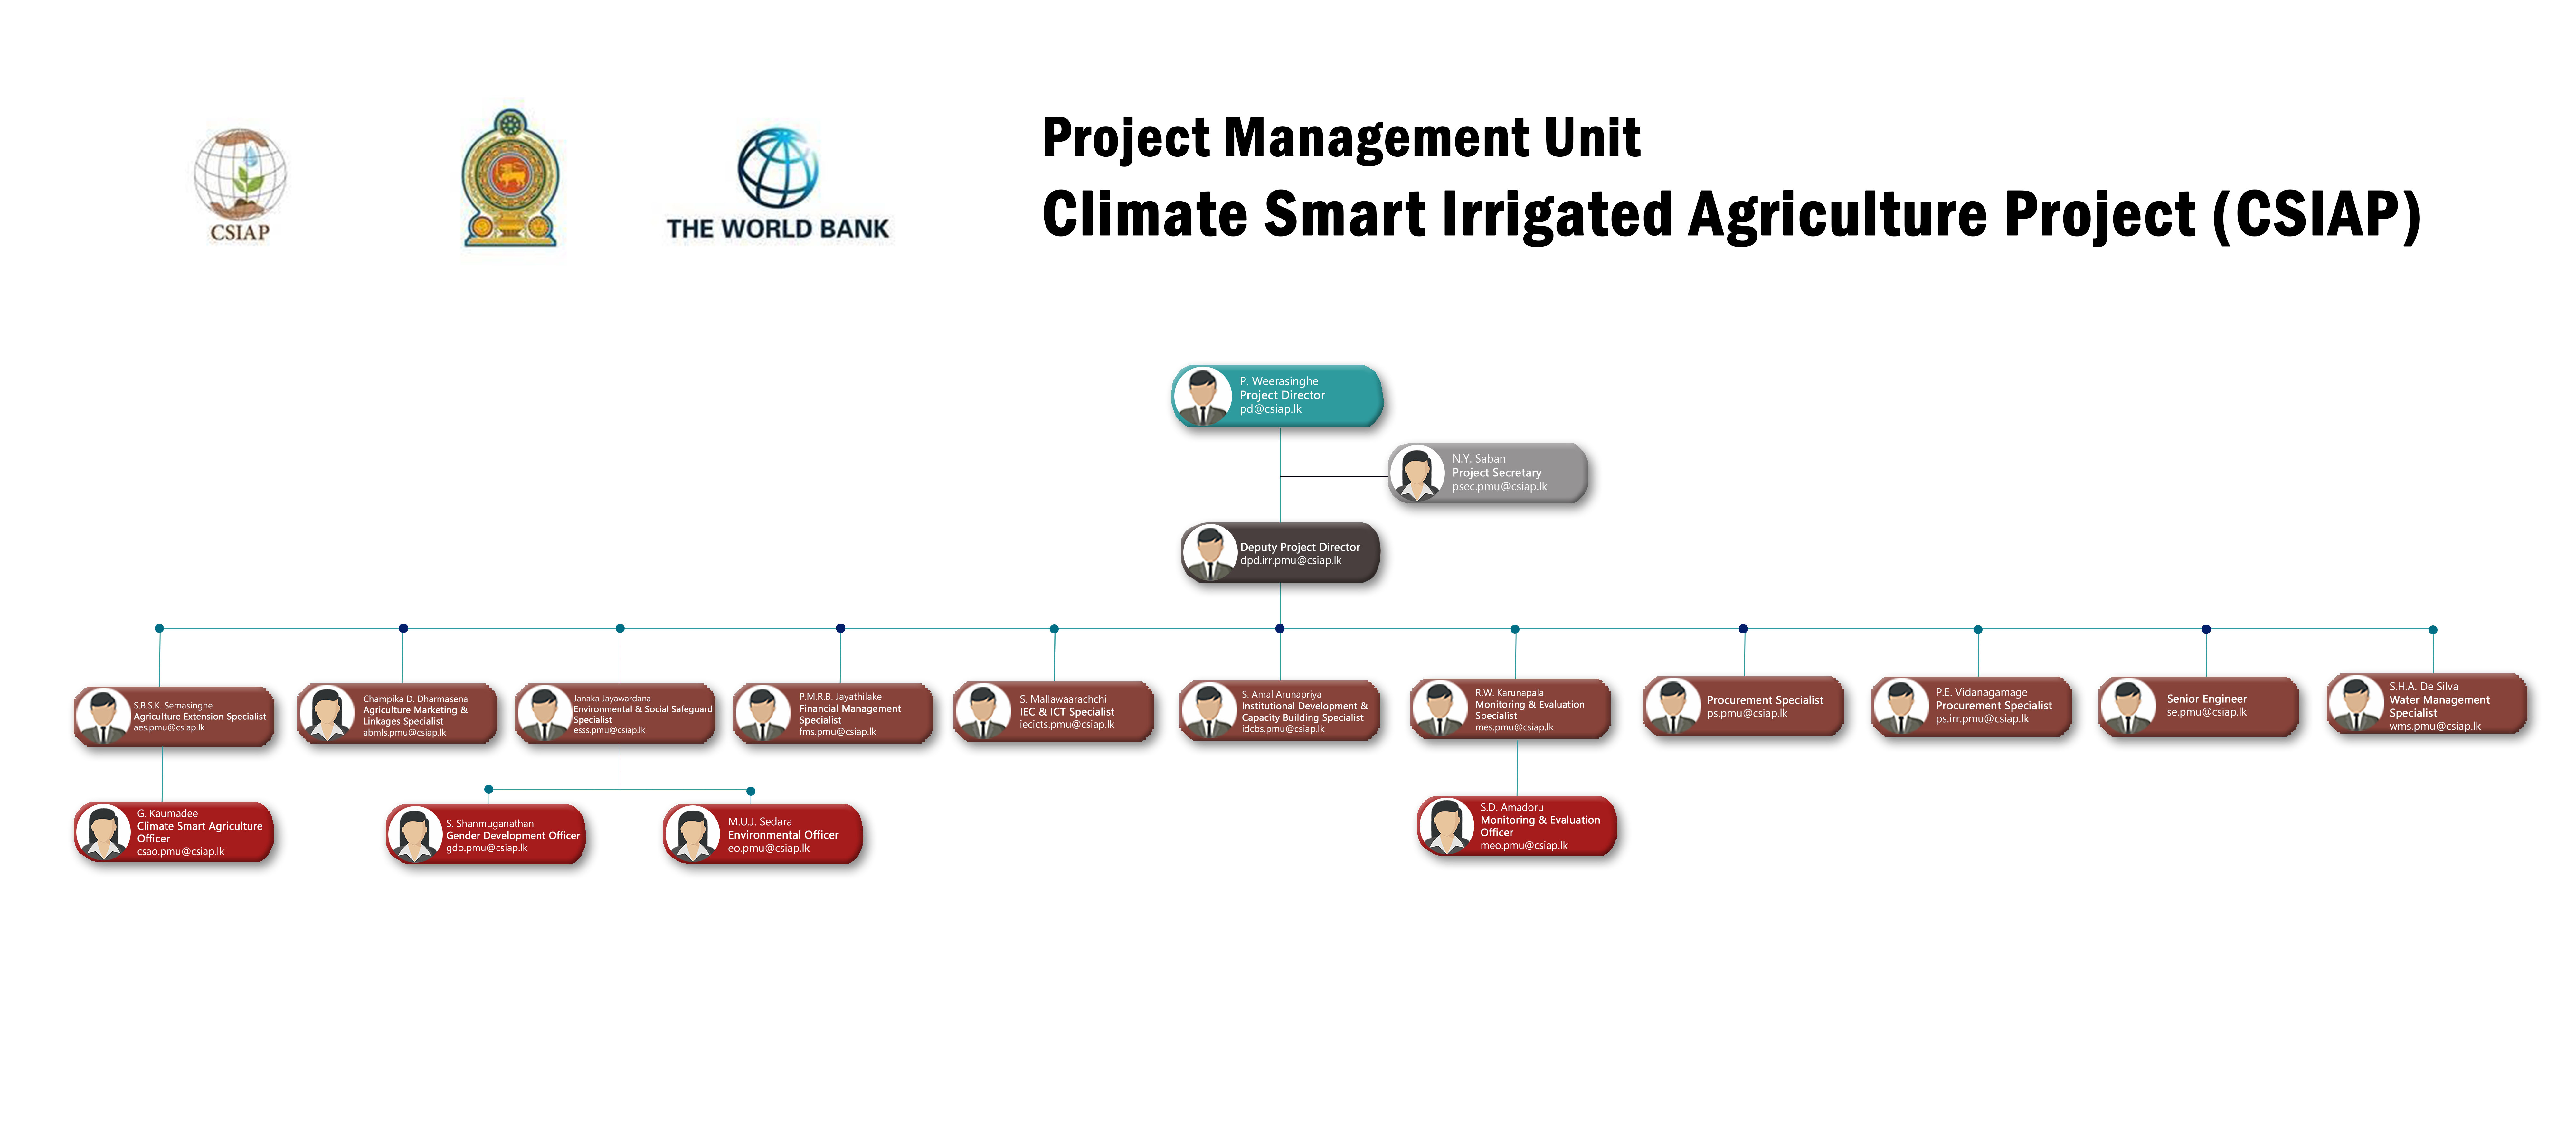 CSIAP
THE WORLD BANK
Project Management Unit
Climate Smart Irrigated Agriculture Project (CSIAP)
P. Weerasinghe
Project Director
pd@csiap.lk
N.Y. Saban
Project Secretary
psec.pmu@csiap.lk
Deputy Project Director
dpd.irr.pmu@csiap.lk
S.B.S.K. Semasinghe
Agriculture Extension Specialist
aes.pmu@csiap.lk
Champika D. Dharmasena
Agriculture Marketing &
Linkages Specialist
abmls.pmu@csiap.lk
Janaka Jayawardana
Environmental & Social Safeguard
Specialist
esss.pmu@csiap.lk
P.M.R.B. Jayathilake
Financial Management
Specialist
fms.pmu@csiap.lk
S. Mallawaarachchi
IEC & ICT Specialist
iecicts.pmu@csiap.lk
S. Amal Arunapriya
Institutional Development &
Capacity Building Specialist
idcbs.pmu@csiap.lk
R.W. Karunapala
Monitoring & Evaluation
Specialist
mes.pmu@csiap.lk
Procurement Specialist
ps.pmu@csiap.lk
P.E. Vidanagamage
Procurement Specialist
ps.irr.pmu@csiap.lk
Senior Engineer
se.pmu@csiap.lk
S.H.A. De Silva
Water Management
Specialist
wms.pmu@csiap.lk
G. Kaumadee
Climate Smart Agriculture
Officer
csao.pmu@csiap.lk
S. Shanmuganathan
Gender Development Officer
gdo.pmu@csiap.lk
M.U.J. Sedara
Environmental Officer
eo.pmu@csiap.lk
S.D. Amadoru
Monitoring & Evaluation
Officer
meo.pmu@csiap.lk